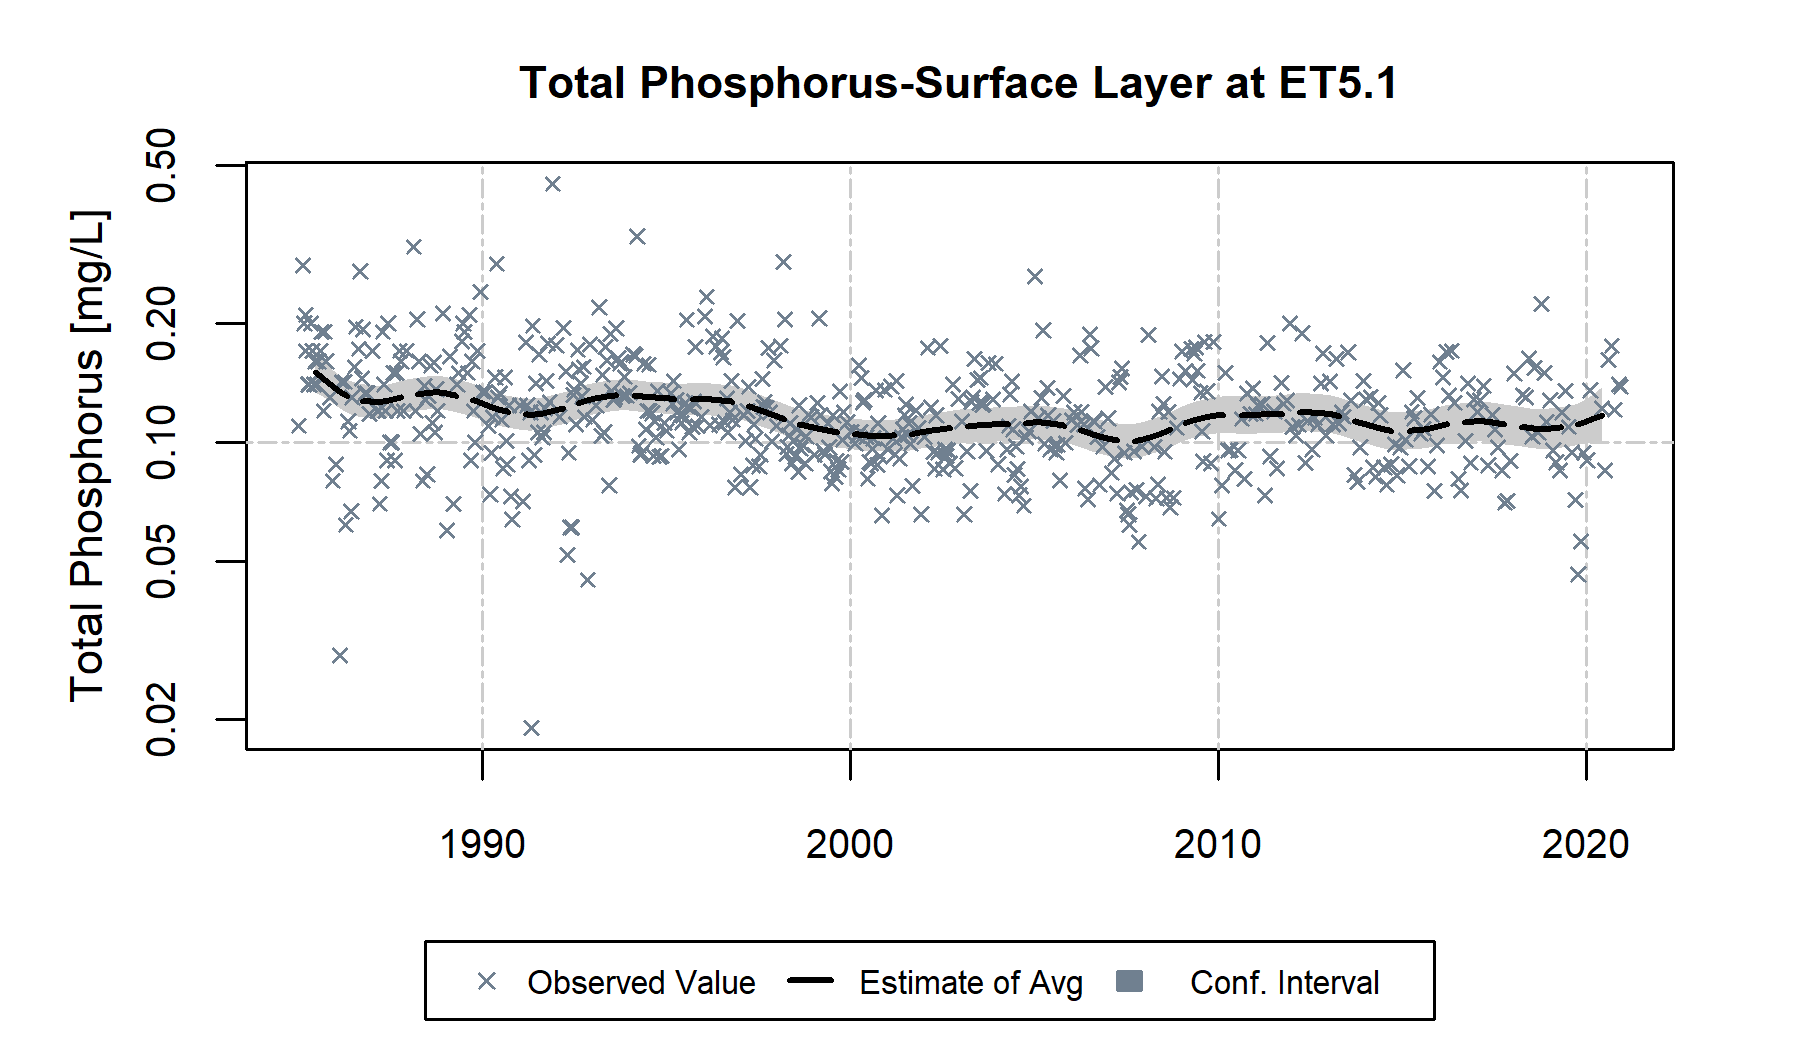 Total Phosphorus-Surface Layer at ET5.1
Total Phosphorus [mg/L]
0.50
0.20
0.10
0.05
0.02
1990 2000 2010 2020
Observed Value Estimate of Avg Conf. Interval